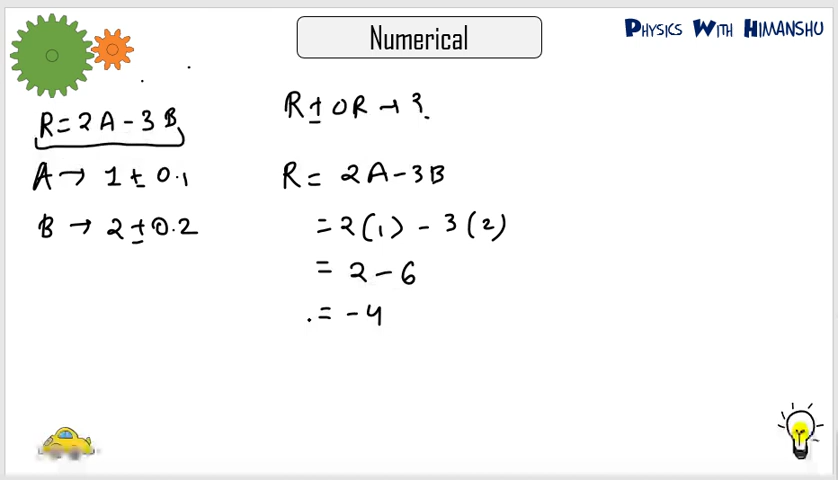 Numerical
PHYSICS WITH HIMANSHU
R = 2A - 3B
A → 1 ± 0.1
B → 2 ± 0.2
R ± ΔR → ?
R = 2A - 3B
= 2(1) - 3(2)
= 2 - 6
= -4